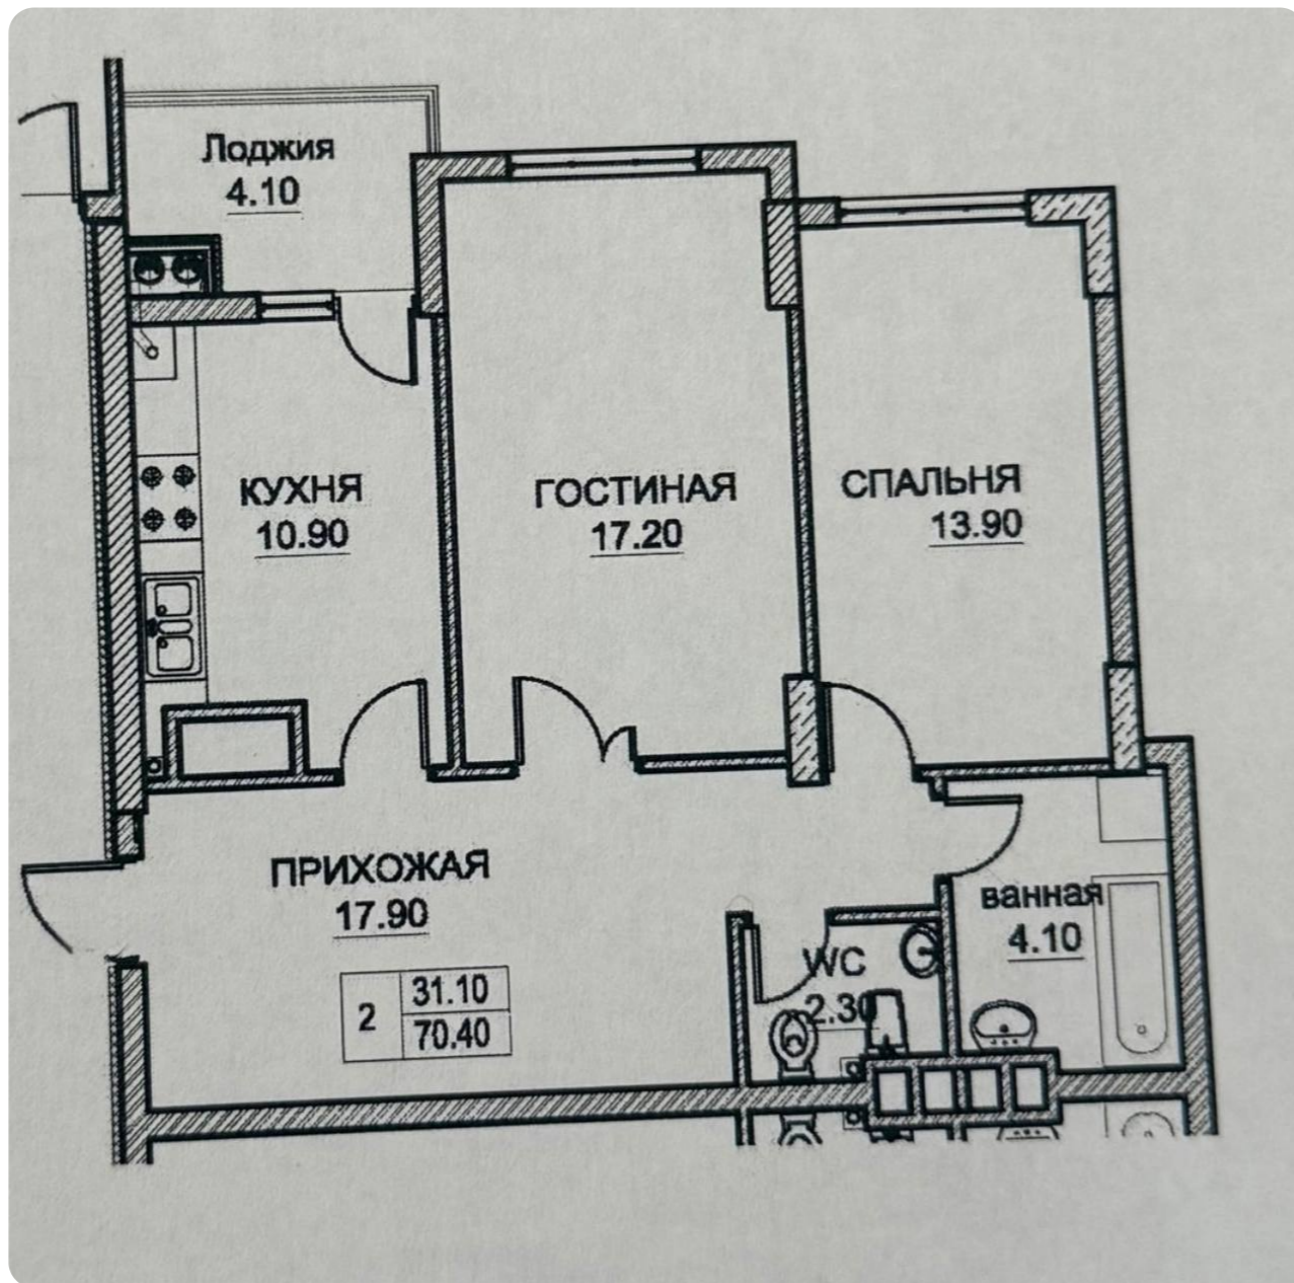 Лоджия
4.10
КУХНЯ
10.90
ГОСТИНАЯ
17.20
СПАЛЬНЯ
13.90
ПРИХОЖАЯ
17.90
2
31.10
70.40
ванная
4.10
WC
2.30